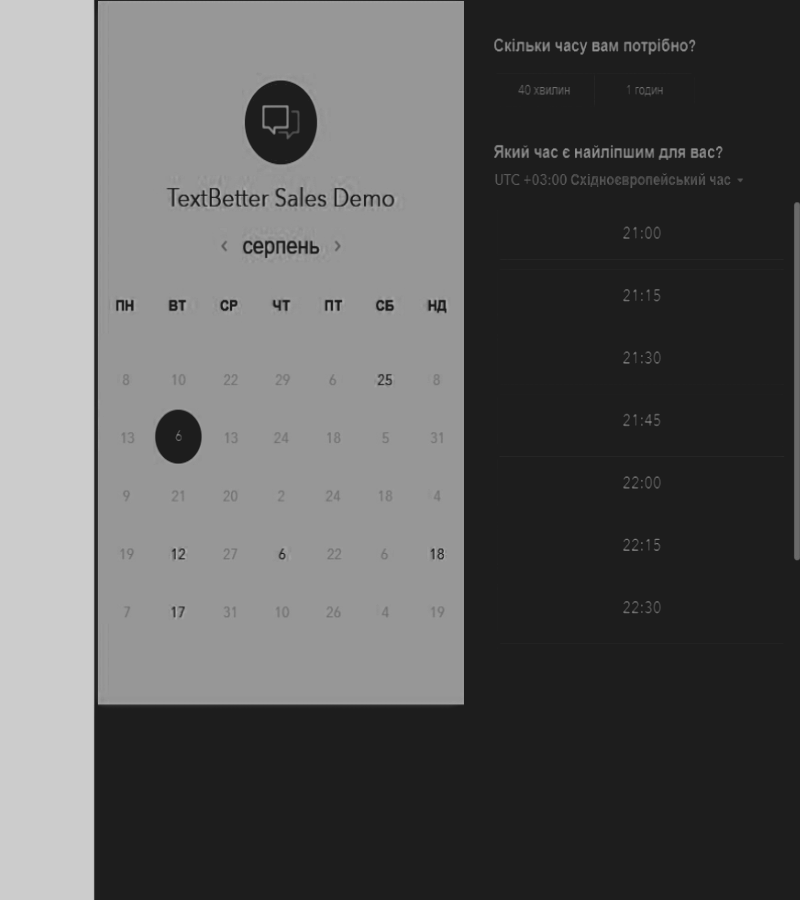 TextBetter Sales Demo
серпень
ПН ВТ СР ЧТ ПТ СБ НД
8 10 22 29 6 25 8
13 6 13 24 18 5 31
9 21 20 2 24 18 4
19 12 27 6 22 6 18
7 17 31 10 26 4 19
Скільки часу вам потрібно?
40 хвилин 1 годин
Який час є найліпшим для вас?
UTC +03:00 Східноєвропейський час
21:00
21:15
21:30
21:45
22:00
22:15
22:30